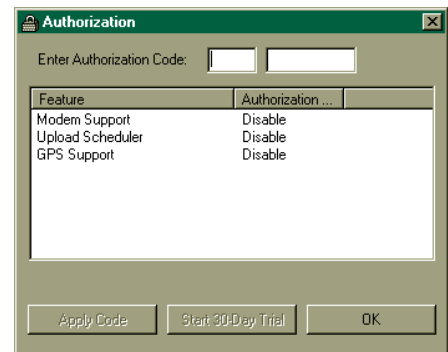 Authorization
Enter Authorization Code:
Feature Authorization ...
Modem Support Disable
Upload Scheduler Disable
GPS Support Disable
Apply Code Start 30-Day Trial OK